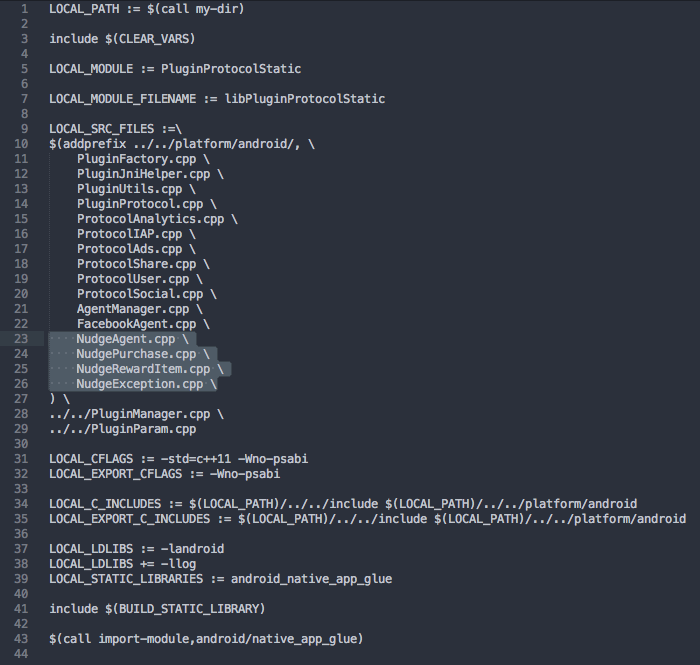 1 LOCAL_PATH := $(call my-dir)
2
3 include $(CLEAR_VARS)
4
5 LOCAL_MODULE := PluginProtocolStatic
6
7 LOCAL_MODULE_FILENAME := libPluginProtocolStatic
8
9 LOCAL_SRC_FILES :=\
10 $(addprefix ../../platform/android/, \
11     PluginFactory.cpp \
12     PluginJniHelper.cpp \
13     PluginUtils.cpp \
14     PluginProtocol.cpp \
15     ProtocolAnalytics.cpp \
16     ProtocolIAP.cpp \
17     ProtocolAds.cpp \
18     ProtocolShare.cpp \
19     ProtocolUser.cpp \
20     ProtocolSocial.cpp \
21     AgentManager.cpp \
22     FacebookAgent.cpp \
23     NudgeAgent.cpp \
24     NudgePurchase.cpp \
25     NudgeRewardItem.cpp \
26     NudgeException.cpp \
27 ) \
28 ../../PluginManager.cpp \
29 ../../PluginParam.cpp
30
31 LOCAL_CFLAGS := -std=c++11 -Wno-psabi
32 LOCAL_EXPORT_CFLAGS := -Wno-psabi
33
34 LOCAL_C_INCLUDES := $(LOCAL_PATH)/../../include $(LOCAL_PATH)/../../platform/android
35 LOCAL_EXPORT_C_INCLUDES := $(LOCAL_PATH)/../../include $(LOCAL_PATH)/../../platform/android
36
37 LOCAL_LDLIBS := -landroid
38 LOCAL_LDLIBS += -llog
39 LOCAL_STATIC_LIBRARIES := android_native_app_glue
40
41 include $(BUILD_STATIC_LIBRARY)
42
43 $(call import-module,android/native_app_glue)
44